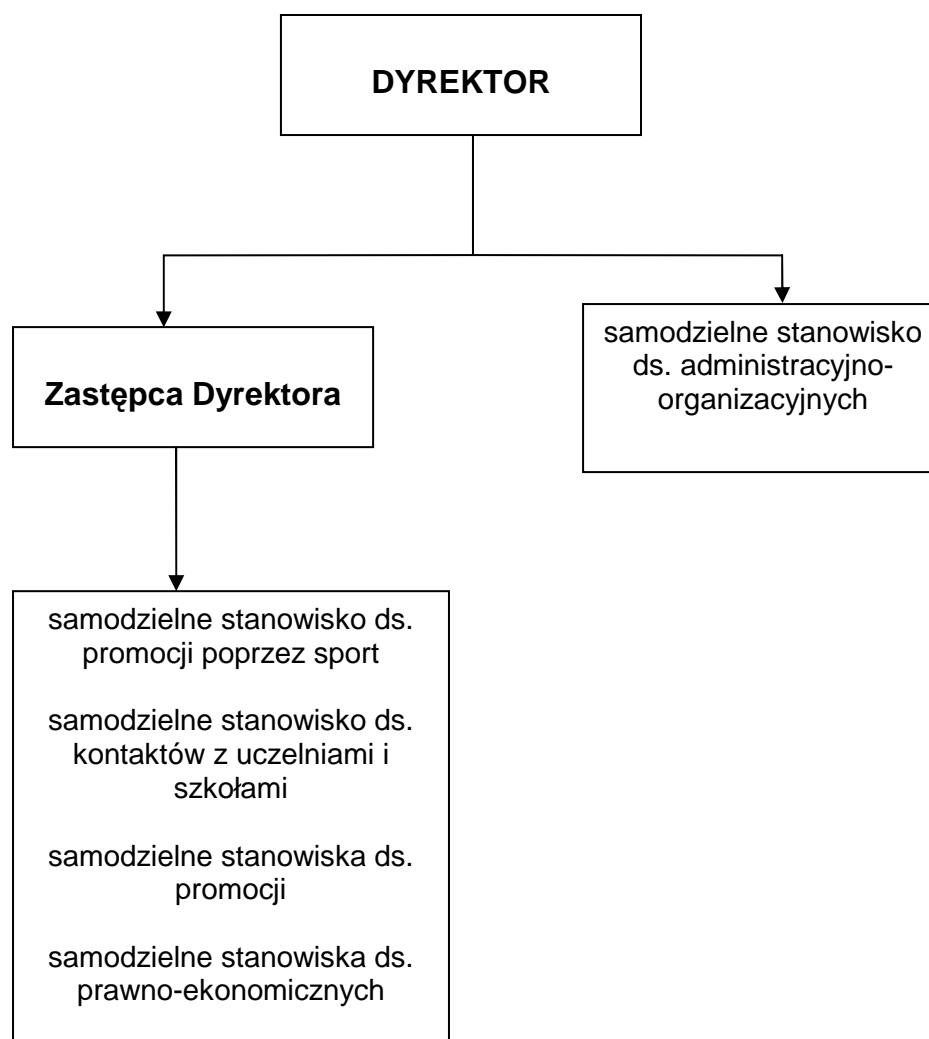 DYREKTOR
Zastępca Dyrektora
samodzielne stanowisko
ds. administracyjno-
organizacyjnych
samodzielne stanowisko ds.
promocji poprzez sport
samodzielne stanowisko ds.
kontaktów z uczelniami i
szkołami
samodzielne stanowiska ds.
promocji
samodzielne stanowiska ds.
prawno-ekonomicznych